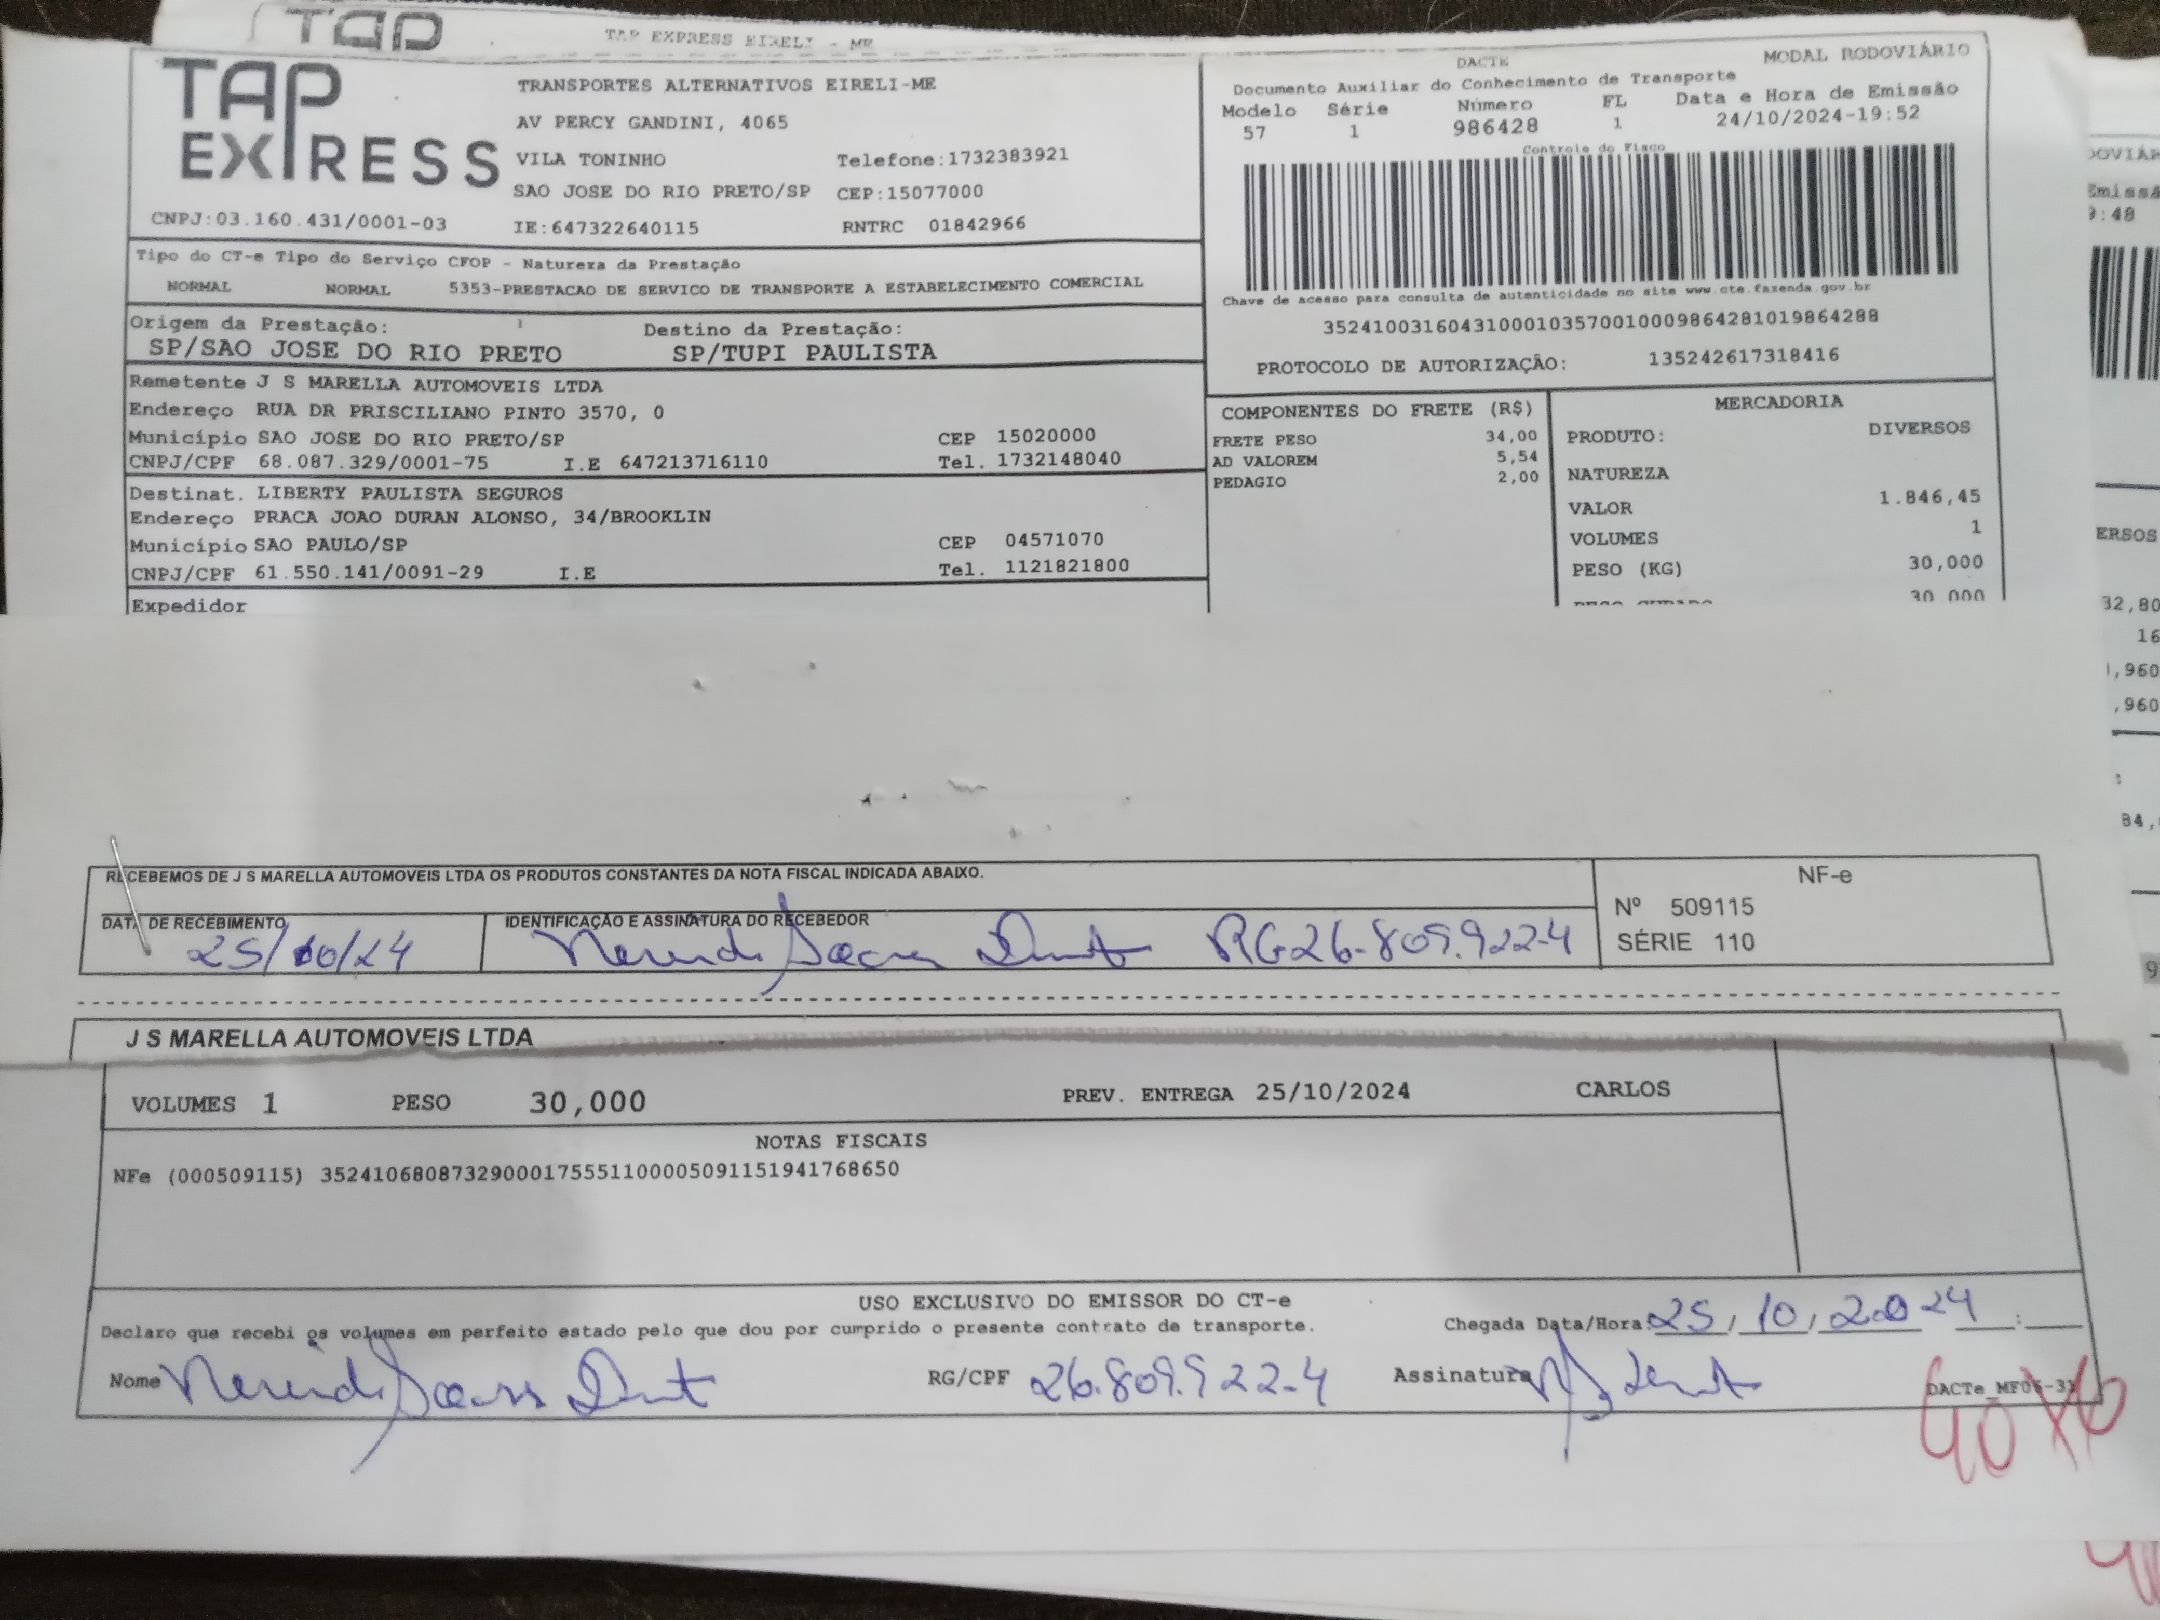 TAP EXPRESS EIRELI - ME
TAP EXPRESS
TRANSPORTES ALTERNATIVOS EIRELI-ME
AV PERCY GANDINI, 4065
VILA TONINHO Telefone:1732383921
SAO JOSE DO RIO PRETO/SP CEP:15077000
CNPJ:03.160.431/0001-03 IE:647322640115 RNTRC 01842966
DACTE MODAL RODOVIÁRIO
Documento Auxiliar do Conhecimento de Transporte
Modelo Série Número FL Data e Hora de Emissão
57 1 986428 1 24/10/2024-19:52
Controle do Fisco
Chave de acesso para consulta de autenticidade no site www.cte.fazenda.gov.br
35241003160431000103570010009864281019864288
PROTOCOLO DE AUTORIZAÇÃO: 135242617318416
Tipo do CT-e Tipo do Serviço CFOP - Natureza da Prestação
NORMAL NORMAL 5353-PRESTACAO DE SERVICO DE TRANSPORTE A ESTABELECIMENTO COMERCIAL
Origem da Prestação: Destino da Prestação:
SP/SAO JOSE DO RIO PRETO SP/TUPI PAULISTA
Remetente J S MARELLA AUTOMOVEIS LTDA
Endereço RUA DR PRISCILIANO PINTO 3570, 0
Município SAO JOSE DO RIO PRETO/SP CEP 15020000
CNPJ/CPF 68.087.329/0001-75 I.E 647213716110 Tel. 1732148040
Destinat. LIBERTY PAULISTA SEGUROS
Endereço PRACA JOAO DURAN ALONSO, 34/BROOKLIN
Município SAO PAULO/SP CEP 04571070
CNPJ/CPF 61.550.141/0091-29 I.E Tel. 1121821800
Expedidor
COMPONENTES DO FRETE (R$)
FRETE PESO 34,00
AD VALOREM 5,54
PEDAGIO 2,00
MERCADORIA
PRODUTO: DIVERSOS
NATUREZA
VALOR 1.846,45
VOLUMES 1
PESO (KG) 30,000
30,000
RECEBEMOS DE J S MARELLA AUTOMOVEIS LTDA OS PRODUTOS CONSTANTES DA NOTA FISCAL INDICADA ABAIXO.
DATA DE RECEBIMENTO IDENTIFICAÇÃO E ASSINATURA DO RECEBEDOR
25/10/24 RG26.809.922-4
NF-e
Nº 509115
SÉRIE 110
J S MARELLA AUTOMOVEIS LTDA
VOLUMES 1 PESO 30,000 PREV. ENTREGA 25/10/2024 CARLOS
NOTAS FISCAIS
NFe (000509115) 35241068087329000175551100005091151941768650
USO EXCLUSIVO DO EMISSOR DO CT-e
Declaro que recebi os volumes em perfeito estado pelo que dou por cumprido o presente contrato de transporte. Chegada Data/Hora: 25/10/2024 :
Nome RG/CPF 26.809.922-4 Assinatura